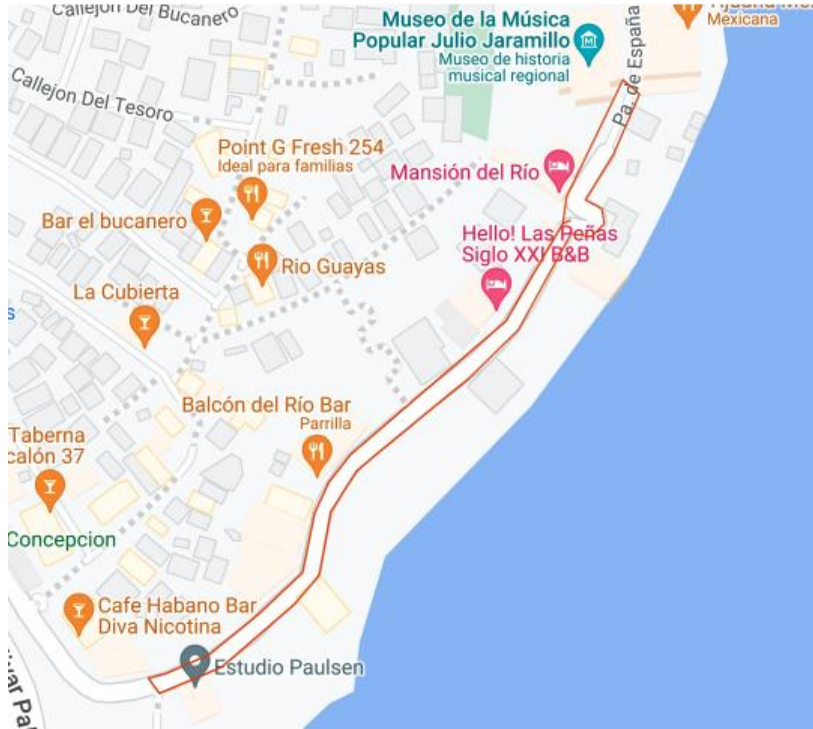 Callejon Del Bucanero
Museo de la Música
Popular Julio Jaramillo
Museo de historia
musical regional
Mexicana
Pa. de España
Callejon Del Tesoro
Point G Fresh 254
Ideal para familias
Mansión del Río
Bar el bucanero
Hello! Las Peñas
Siglo XXI B&B
Rio Guayas
La Cubierta
s
Balcón del Río Bar
Parrilla
Taberna
calón 37
Concepcion
Cafe Habano Bar
Diva Nicotina
Estudio Paulsen
ivar Pal